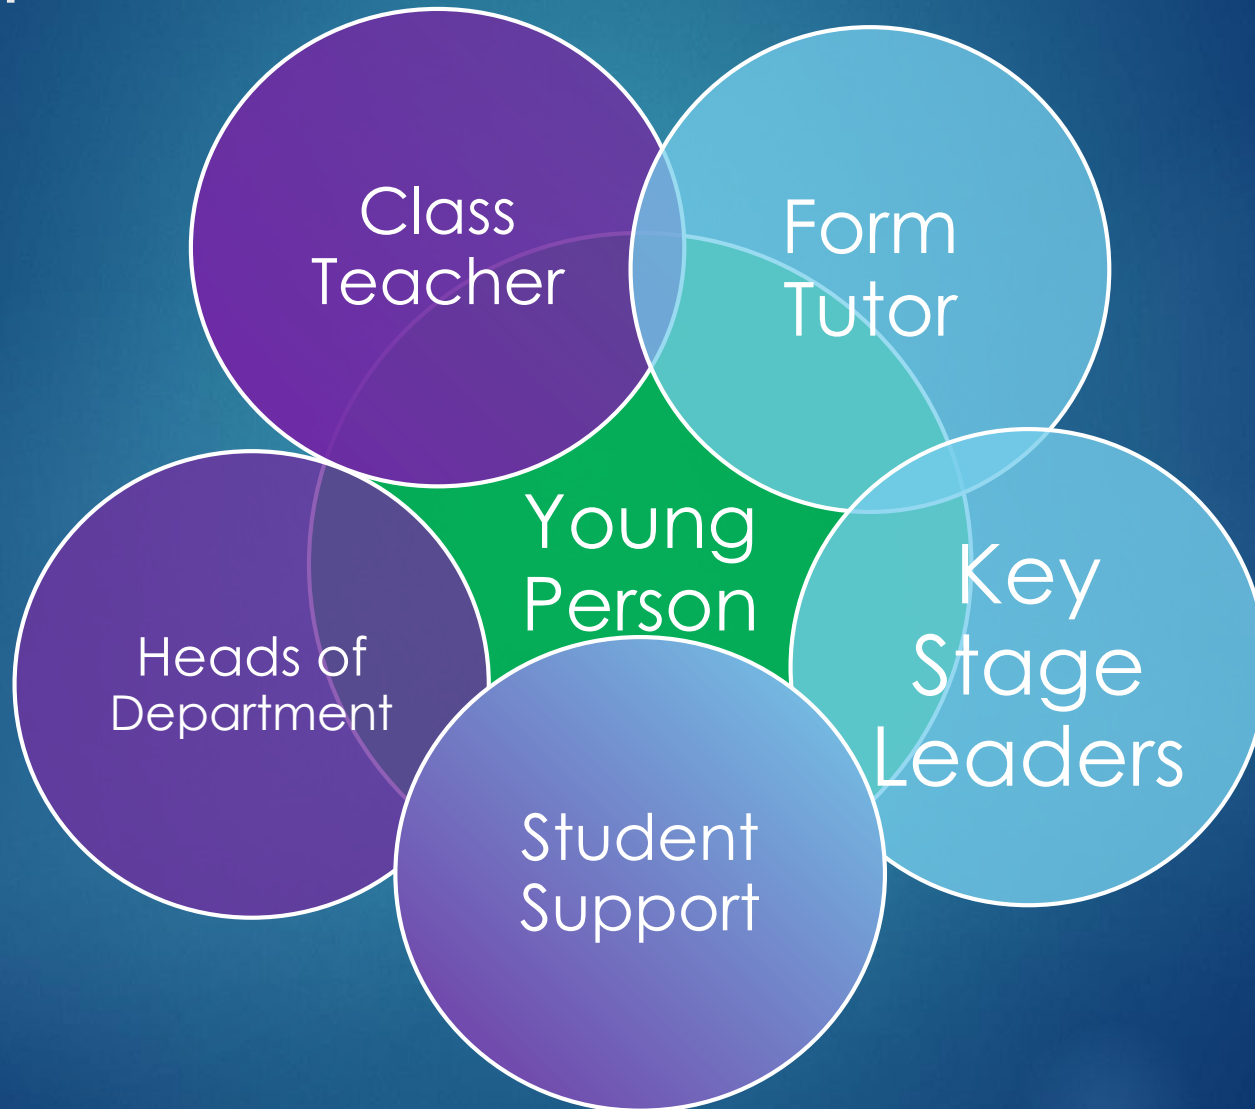 Class
Teacher
Form
Tutor
Young
Person
Key
Stage
Leaders
Heads of
Department
Student
Support